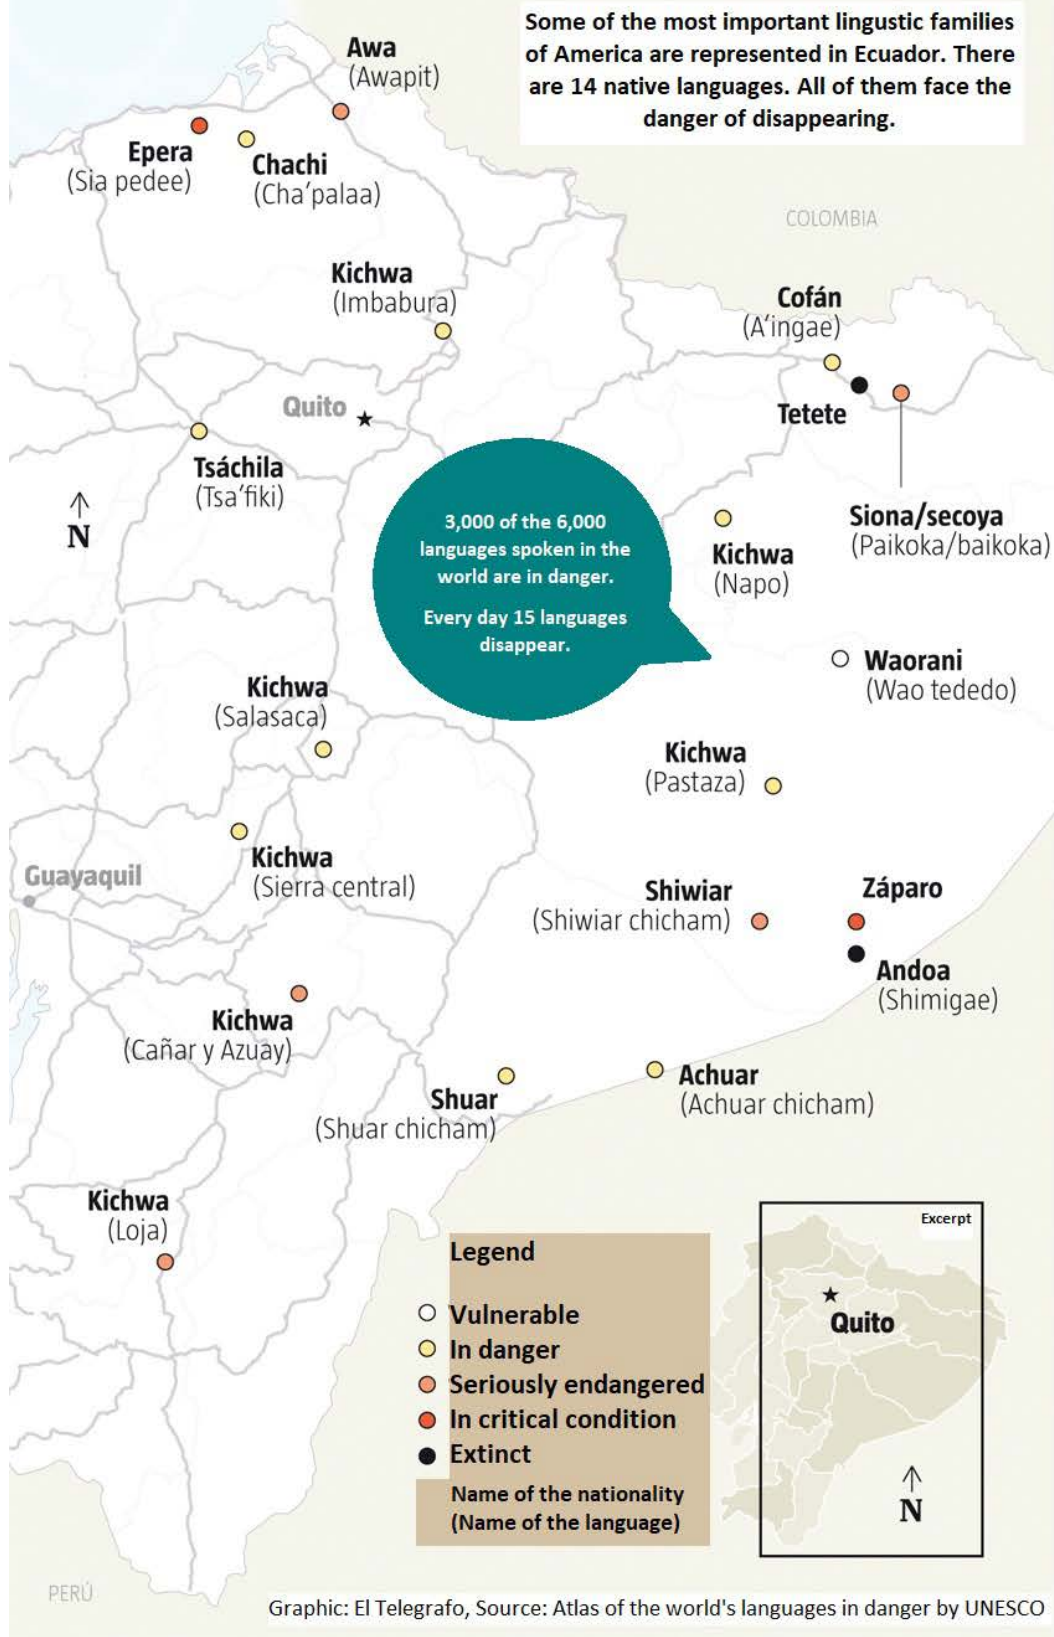 Some of the most important lingustic families
of America are represented in Ecuador. There
are 14 native languages. All of them face the
danger of disappearing.
Awa
(Awapit)
Epera
(Sia pedee)
Chachi
(Cha'palaa)
COLOMBIA
Kichwa
(Imbabura)
Cofán
(A'ingae)
Quito
Tetete
Tsáchila
(Tsa'fiki)
N
3,000 of the 6,000
languages spoken in the
world are in danger.
Every day 15 languages
disappear.
Siona/secoya
(Paikoka/baikoka)
Kichwa
(Napo)
Waorani
(Wao tededo)
Kichwa
(Salasaca)
Kichwa
(Pastaza)
Kichwa
(Sierra central)
Guayaquil
Shiwiar
(Shiwiar chicham)
Záparo
Andoa
(Shimigae)
Kichwa
(Cañar y Azuay)
Shuar
(Shuar chicham)
Achuar
(Achuar chicham)
Kichwa
(Loja)
Legend
Vulnerable
In danger
Seriously endangered
In critical condition
Extinct
Name of the nationality
(Name of the language)
Excerpt
Quito
N
PERÚ
Graphic: El Telegrafo, Source: Atlas of the world's languages in danger by UNESCO